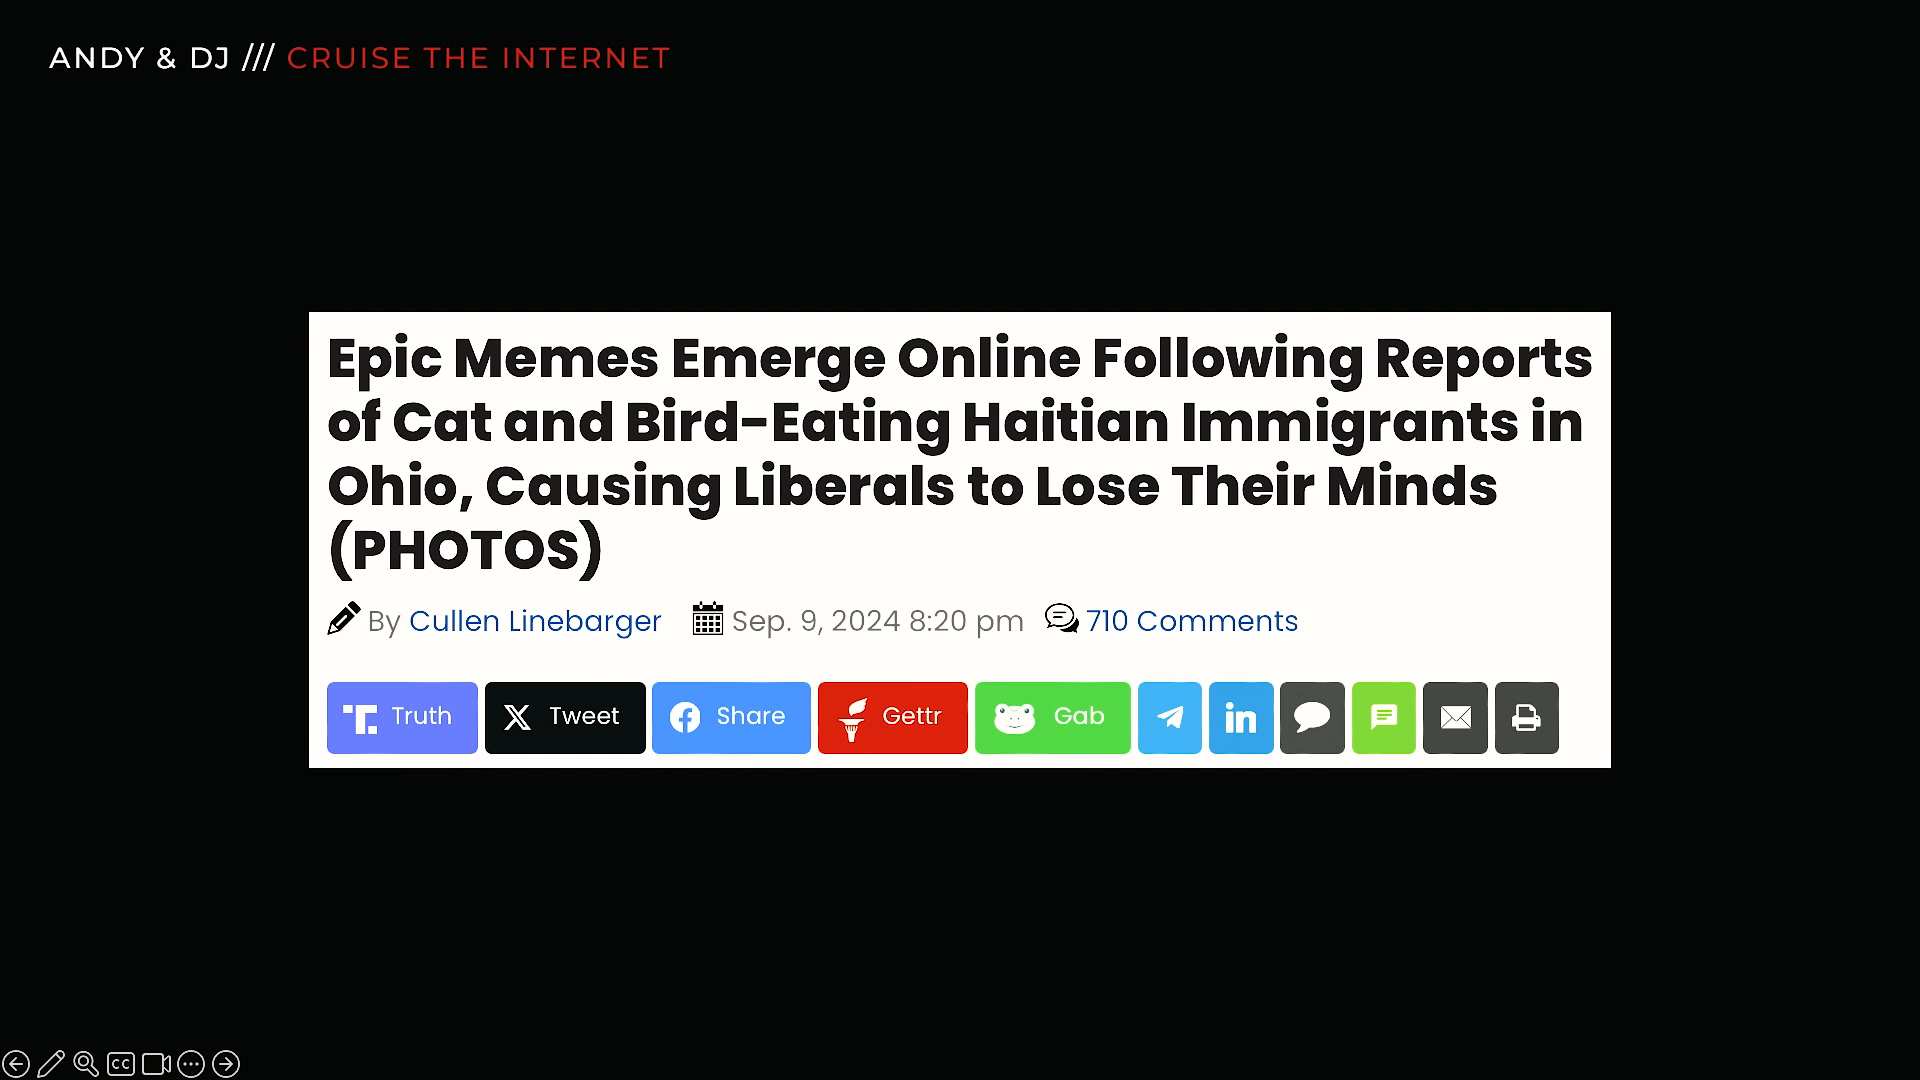 ANDY & DJ /// CRUISE THE INTERNET
Epic Memes Emerge Online Following Reports
of Cat and Bird-Eating Haitian Immigrants in
Ohio, Causing Liberals to Lose Their Minds
(PHOTOS)
By Cullen Linebarger Sep. 9, 2024 8:20 pm 710 Comments
Truth Tweet Share Gettr Gab in
CC